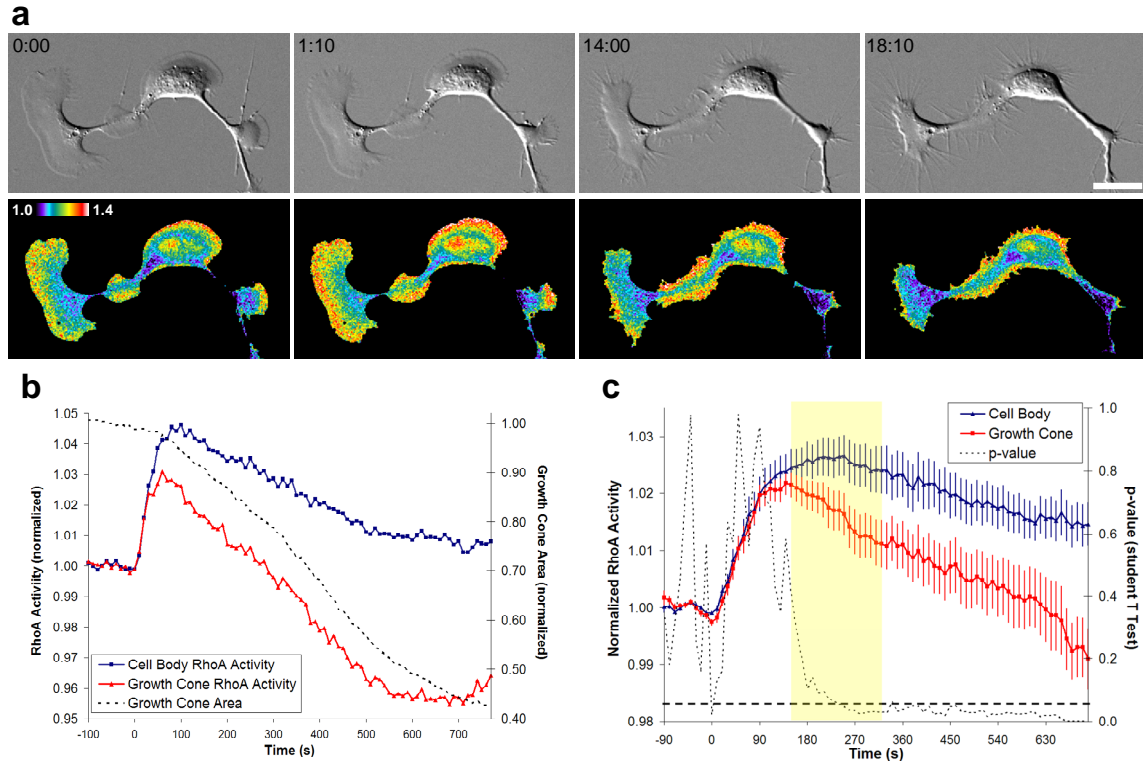 a
0:00
1:10
14:00
18:10
1.0 1.4
b
RhoA Activity (normalized)
1.05
1.04
1.03
1.02
1.01
1.00
0.99
0.98
0.97
0.96
0.95
-100 0 100 200 300 400 500 600 700
Time (s)
1.00
0.90
0.80
0.70
0.60
0.50
0.40
Growth Cone Area (normalized)
Cell Body RhoA Activity
Growth Cone RhoA Activity
Growth Cone Area
c
Normalized RhoA Activity
1.03
1.02
1.01
1.00
0.99
0.98
-90 0 90 180 270 360 450 540 630
Time (s)
1.0
0.8
0.6
0.4
0.2
0.0
p-value (student T Test)
Cell Body
Growth Cone
p-value